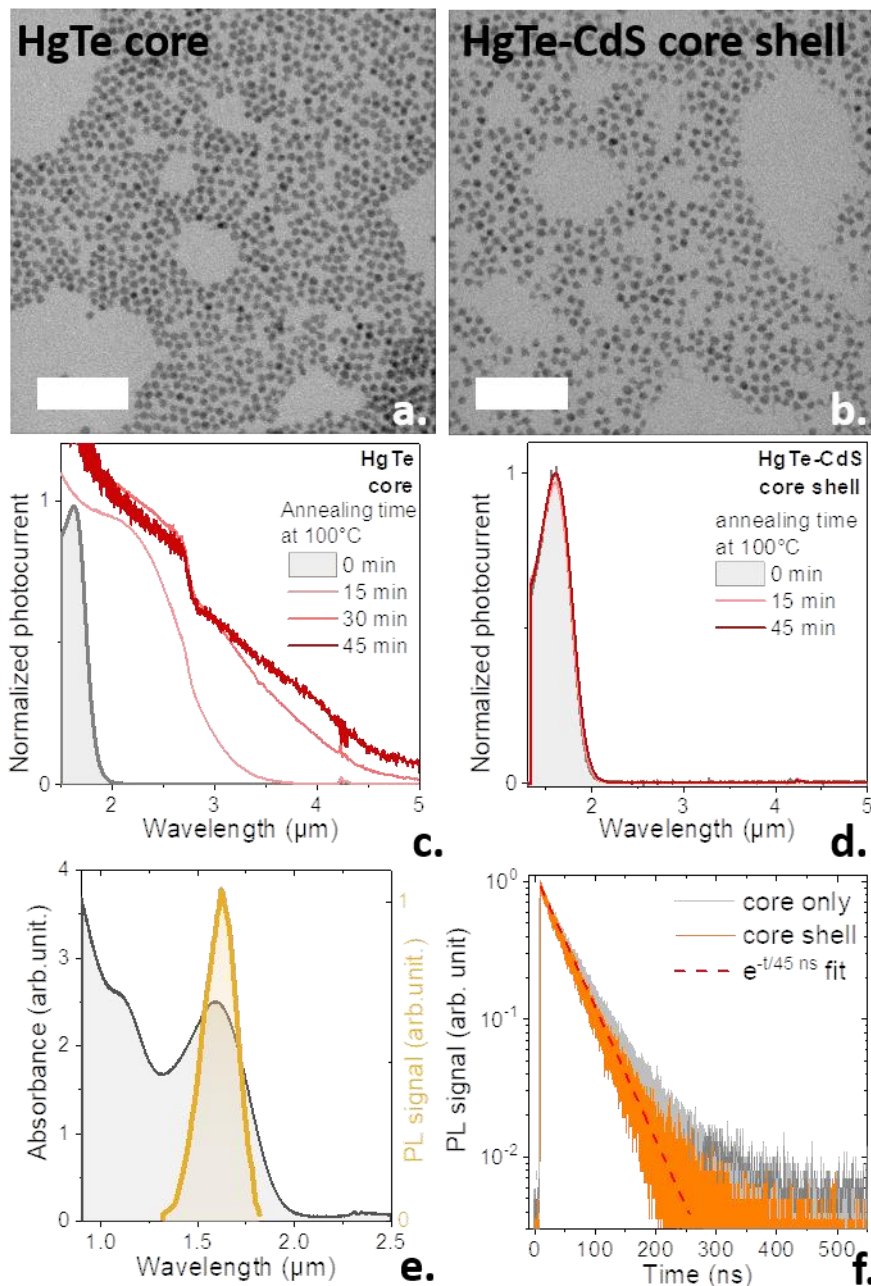 HgTe core
HgTe-CdS core shell
a.
b.
HgTe
core
Annealing time
at 100°C
0 min
15 min
30 min
45 min
Normalized photocurrent
1
0
2
3
4
5
Wavelength (µm)
c.
HgTe-CdS
core shell
annealing time
at 100°C
0 min
15 min
45 min
Normalized photocurrent
1
0
2
3
4
5
Wavelength (µm)
d.
Absorbance (arb.unit.)
4
3
2
1
0
1.0
1.5
2.0
2.5
Wavelength (µm)
1
0
PL signal (arb.unit.)
e.
core only
core shell
e-t/45 ns fit
PL signal (arb. unit)
10⁰
10⁻¹
10⁻²
0
100
200
300
400
500
Time (ns)
f.